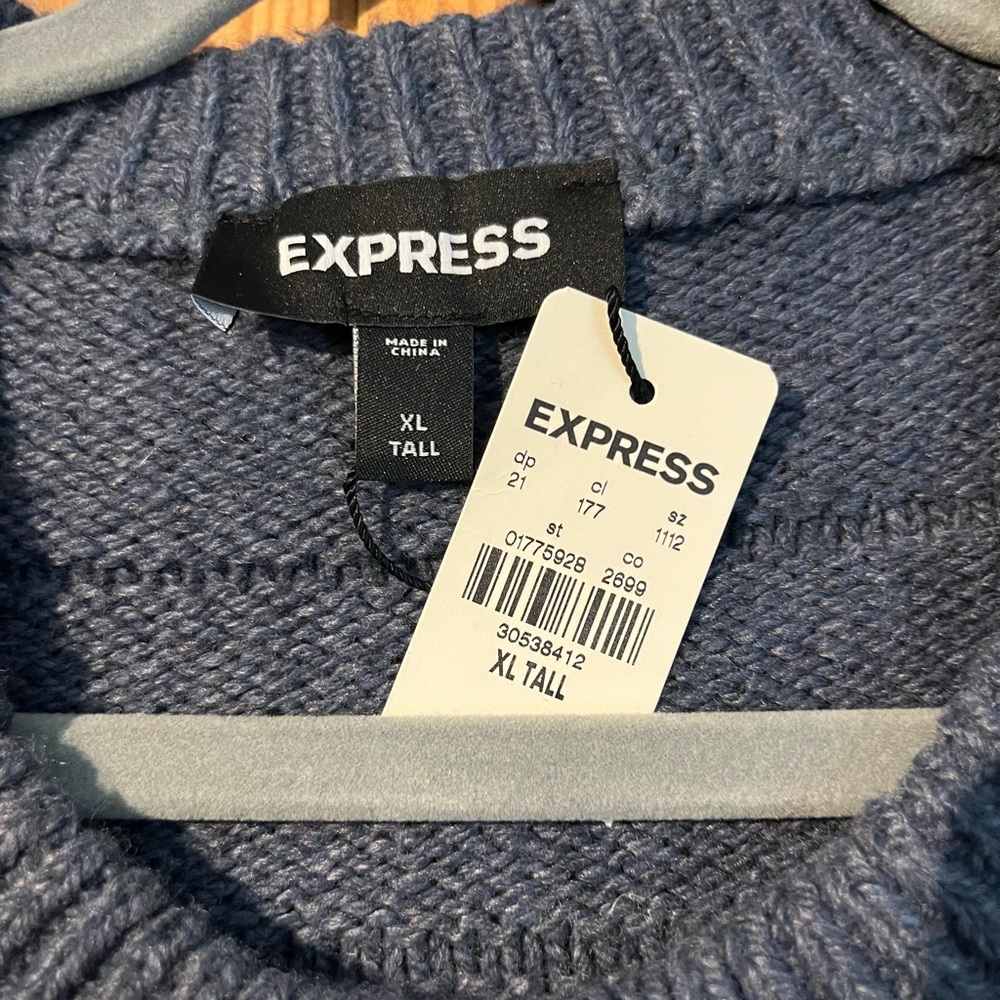 EXPRESS
MADE IN
CHINA
XL
TALL
EXPRESS
dp cl sz
21 177 1112
st co
01775928 2699
30538412
XL TALL